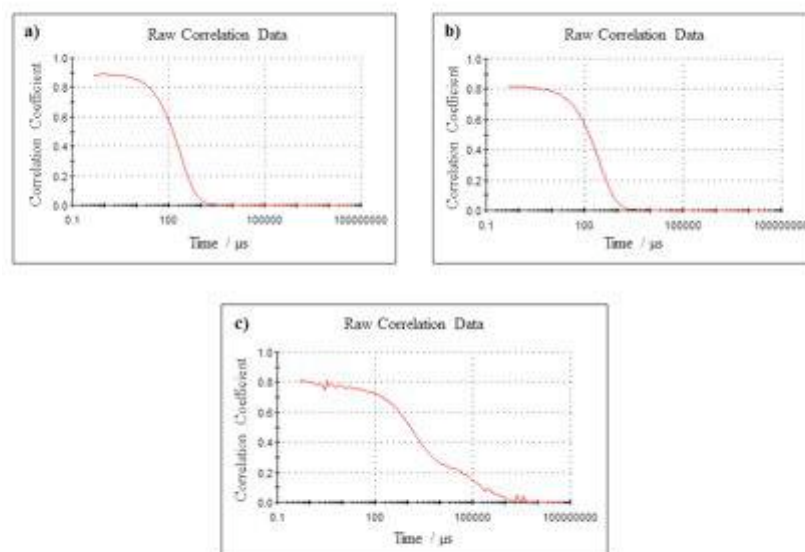 a) Raw Correlation Data
Correlation Coefficient
1.0
0.8
0.6
0.4
0.2
0.0
0.1 100 100000 100000000
Time / μs
b) Raw Correlation Data
Correlation Coefficient
1.0
0.8
0.6
0.4
0.2
0.0
0.1 100 100000 100000000
Time / μs
c) Raw Correlation Data
Correlation Coefficient
1.0
0.8
0.6
0.4
0.2
0.0
0.1 100 100000 100000000
Time / μs